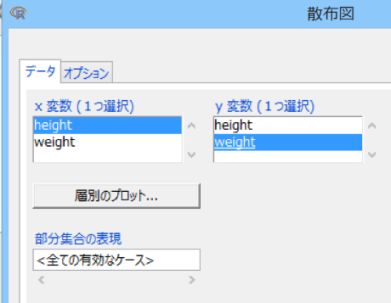 散布図
データ オプション
x 変数 (1つ選択) y 変数 (1つ選択)
height height
weight weight
層別のプロット...
部分集合の表現
<全ての有効なケース>